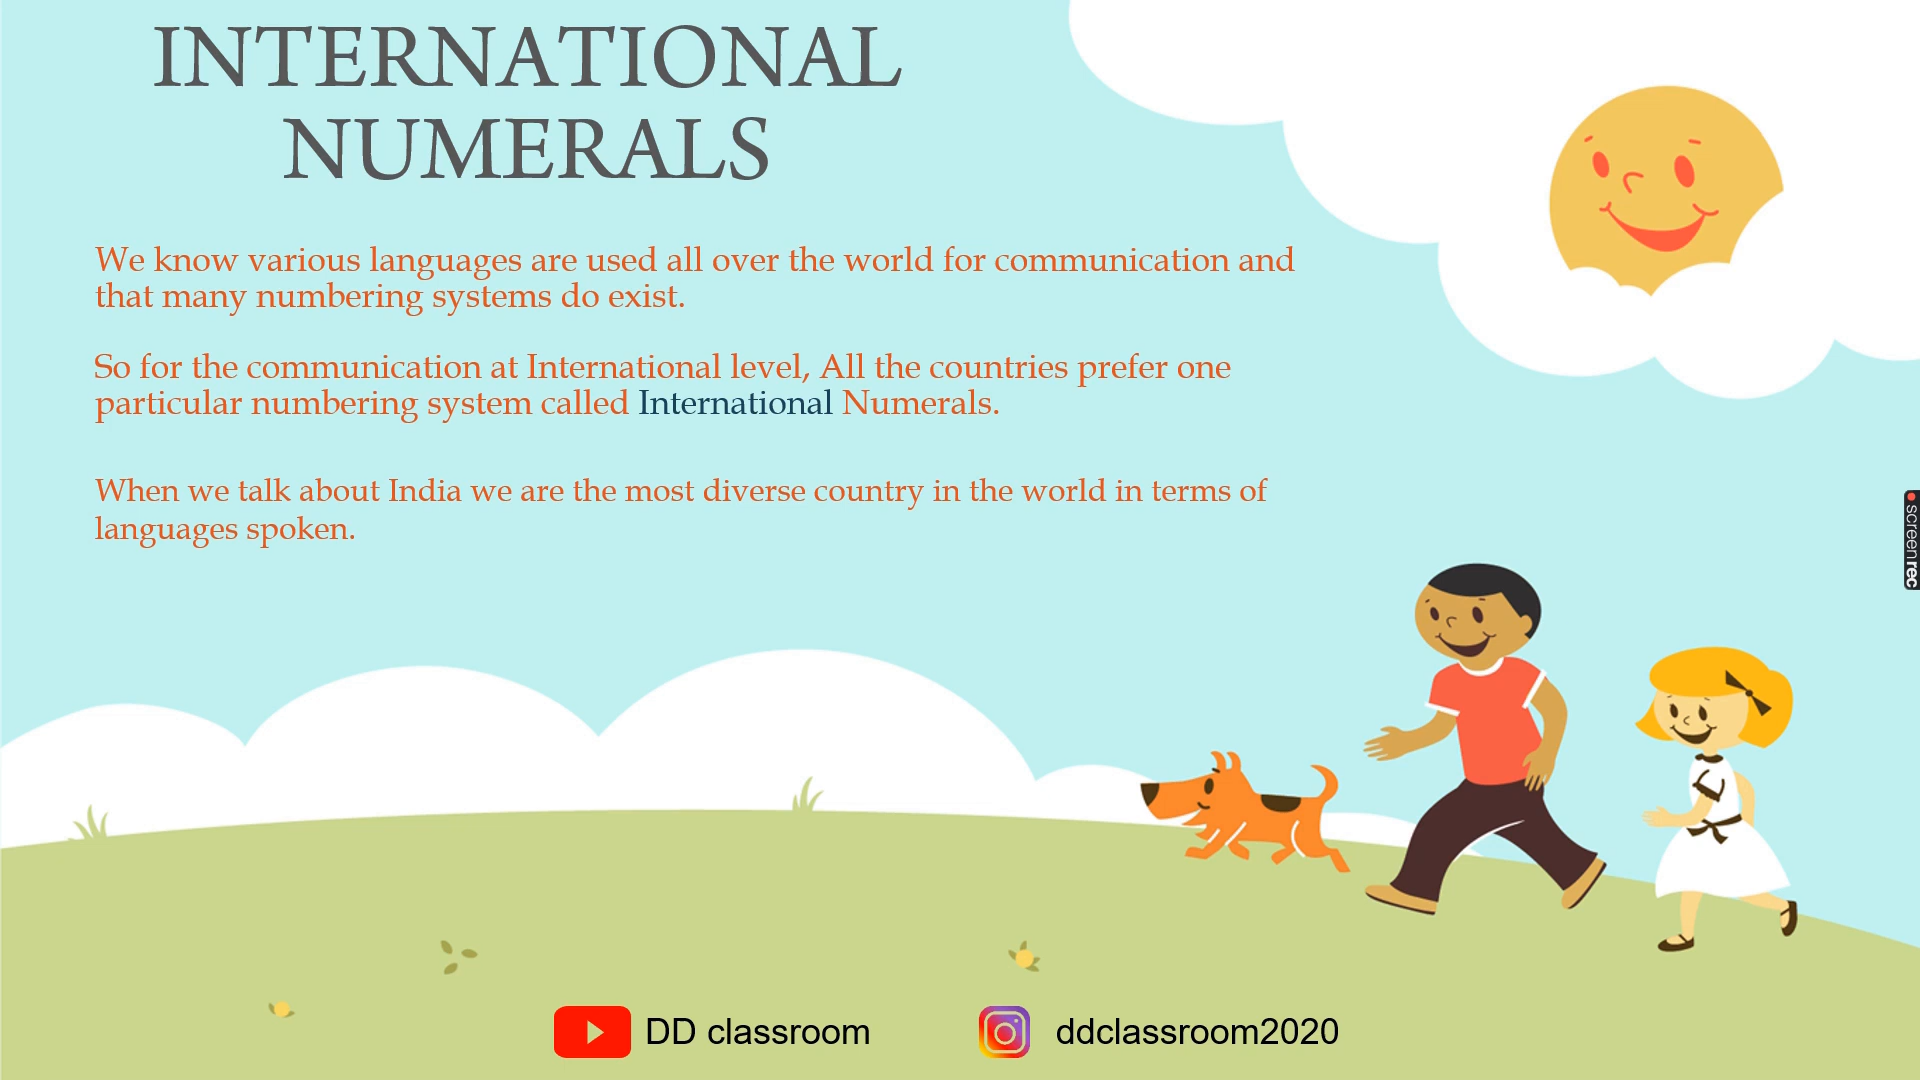 INTERNATIONAL
NUMERALS
We know various languages are used all over the world for communication and
that many numbering systems do exist.
So for the communication at International level, All the countries prefer one
particular numbering system called International Numerals.
When we talk about India we are the most diverse country in the world in terms of
languages spoken.
screenrec
DD classroom
ddclassroom2020